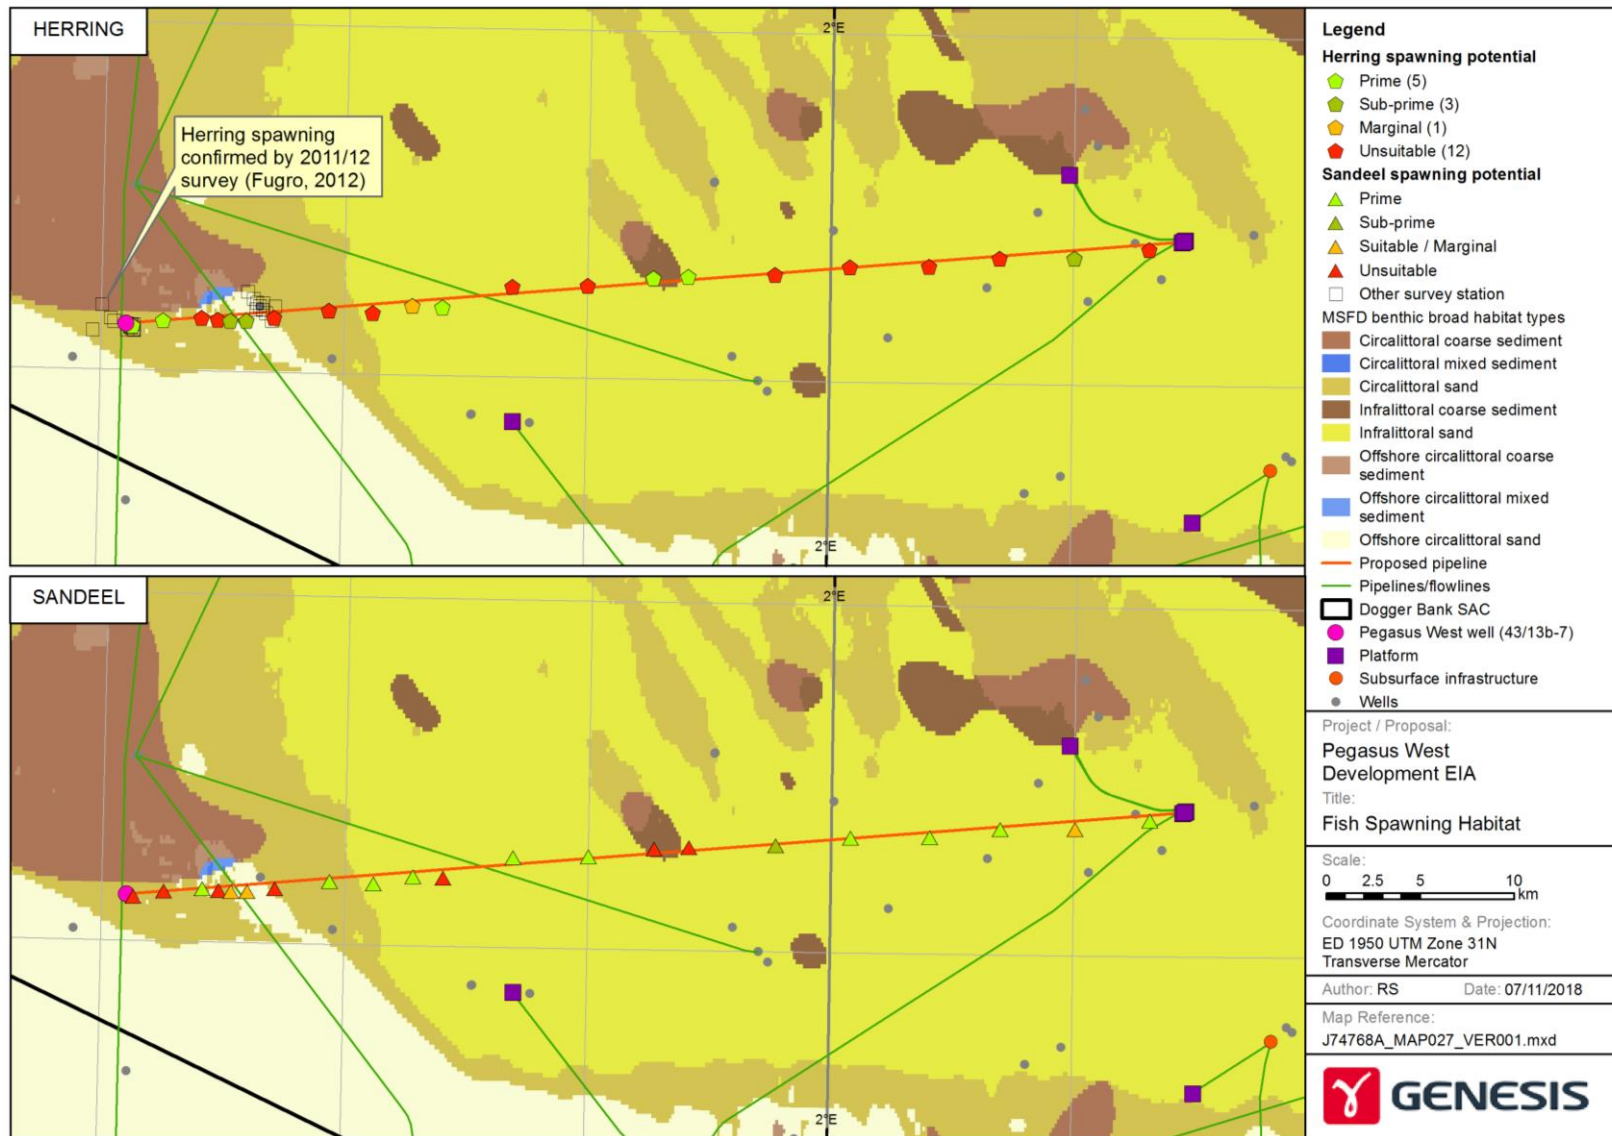 HERRING
2°E
Herring spawning
confirmed by 2011/12
survey (Fugro, 2012)
2°E
SANDEEL
2°E
2°E
Legend
Herring spawning potential
Prime (5)
Sub-prime (3)
Marginal (1)
Unsuitable (12)
Sandeel spawning potential
Prime
Sub-prime
Suitable / Marginal
Unsuitable
Other survey station
MSFD benthic broad habitat types
Circalittoral coarse sediment
Circalittoral mixed sediment
Circalittoral sand
Infralittoral coarse sediment
Infralittoral sand
Offshore circalittoral coarse
sediment
Offshore circalittoral mixed
sediment
Offshore circalittoral sand
Proposed pipeline
Pipelines/flowlines
Dogger Bank SAC
Pegasus West well (43/13b-7)
Platform
Subsurface infrastructure
Wells
Project / Proposal:
Pegasus West
Development EIA
Title:
Fish Spawning Habitat
Scale:
0 2.5 5 10
km
Coordinate System & Projection:
ED 1950 UTM Zone 31N
Transverse Mercator
Author: RS Date: 07/11/2018
Map Reference:
J74768A_MAP027_VER001.mxd
GENESIS